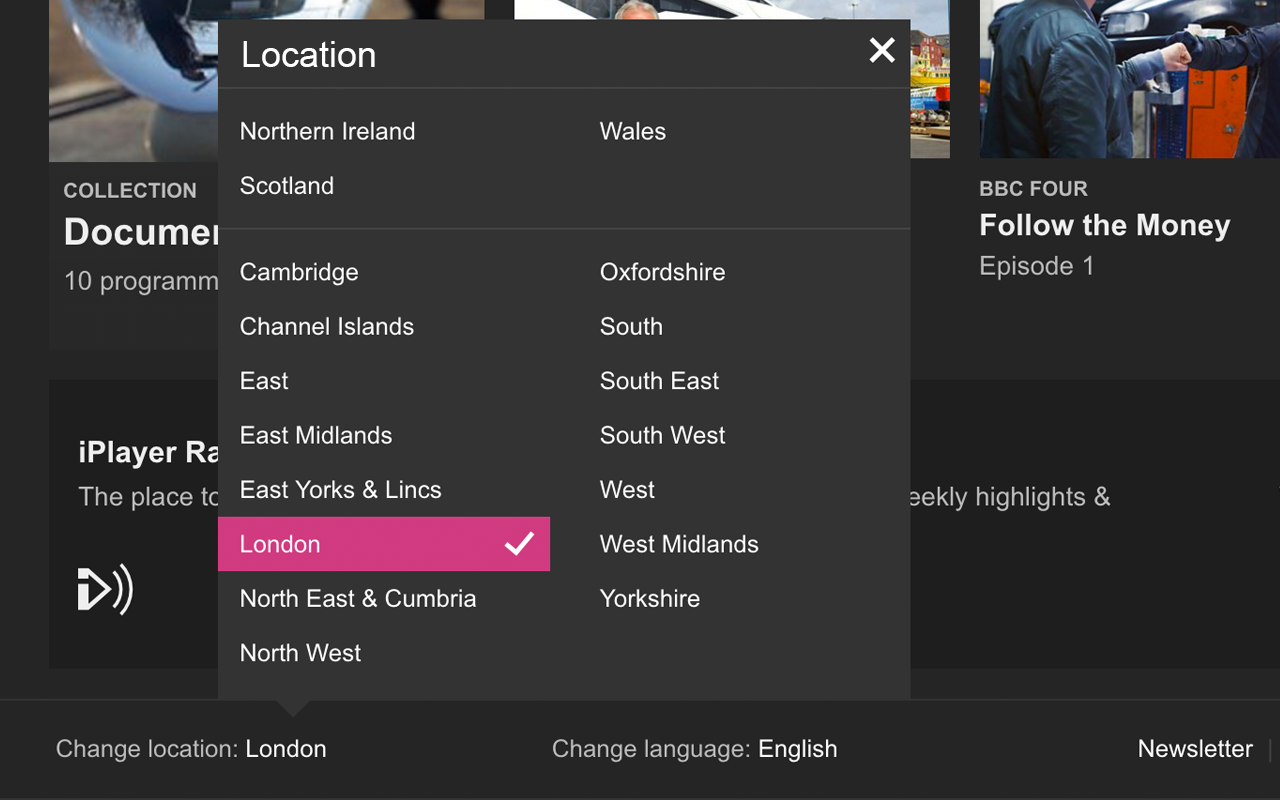 Location
Northern Ireland
Wales
Scotland
Cambridge
Oxfordshire
Channel Islands
South
East
South East
East Midlands
South West
East Yorks & Lincs
West
London
West Midlands
North East & Cumbria
Yorkshire
North West
COLLECTION
Documen
10 programm
BBC FOUR
Follow the Money
Episode 1
iPlayer Ra
The place to
eekly highlights &
Change location: London
Change language: English
Newsletter